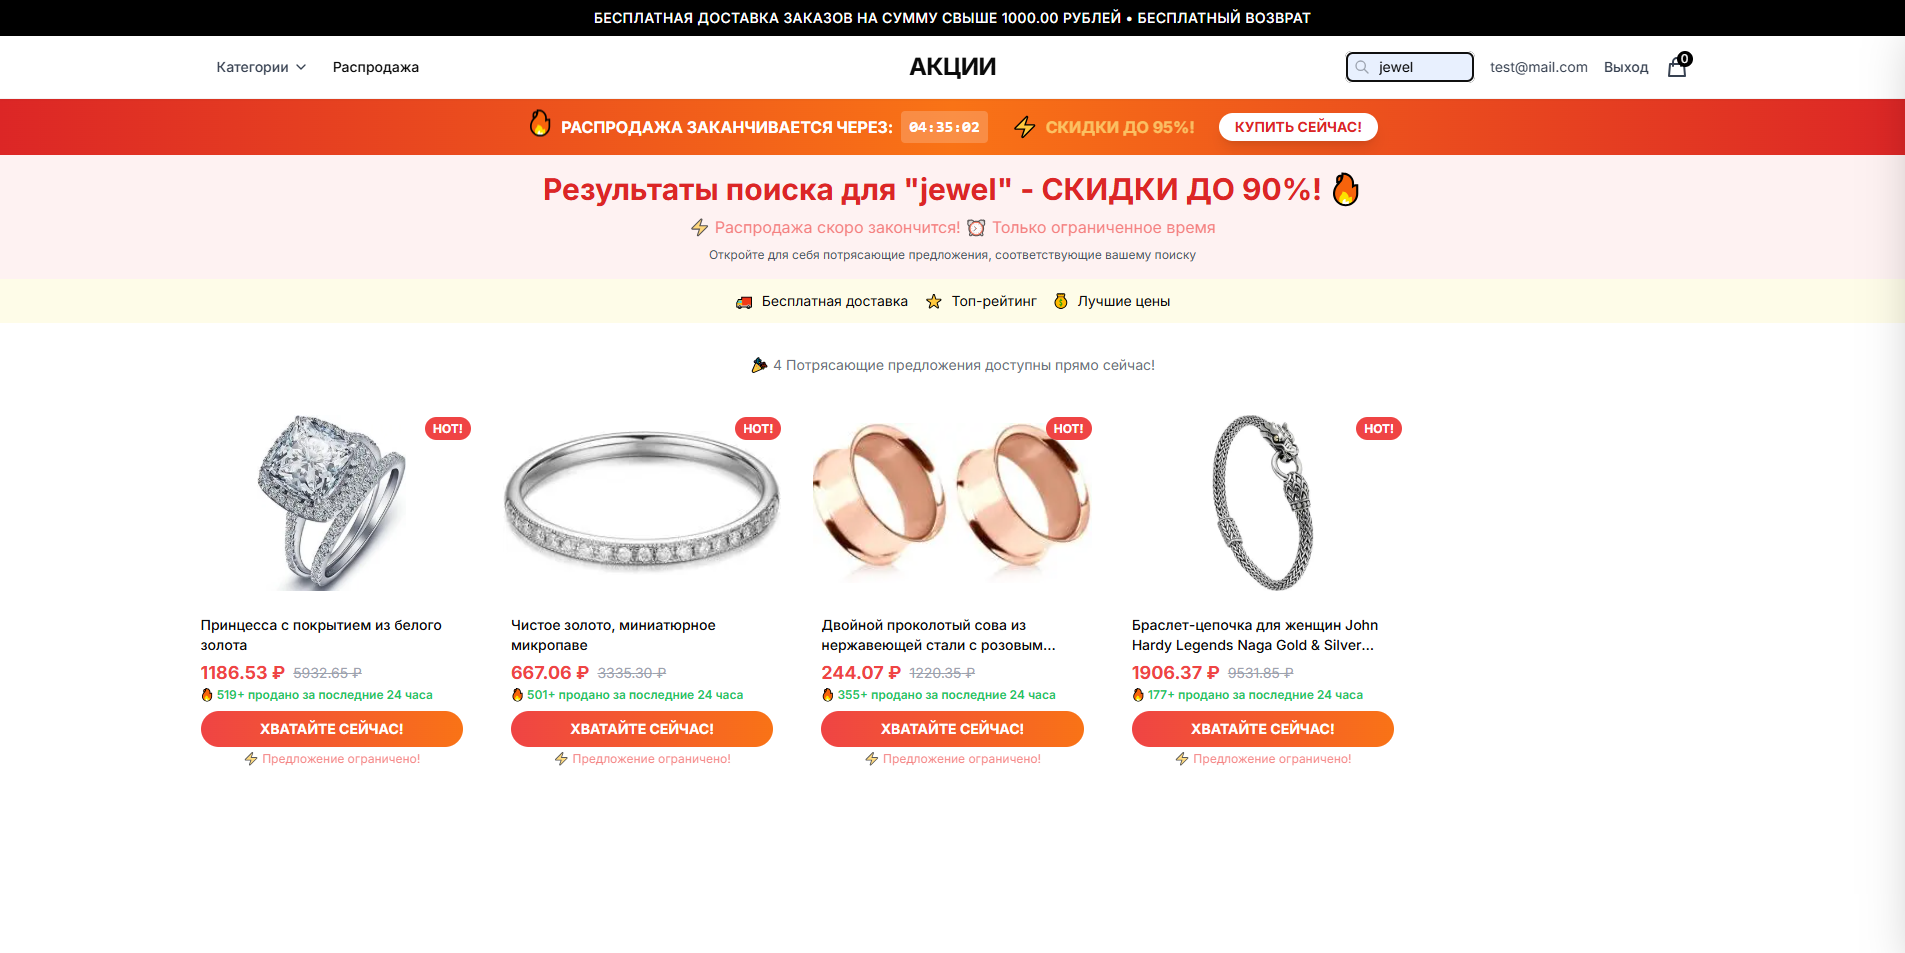 БЕСПЛАТНАЯ ДОСТАВКА ЗАКАЗОВ НА СУММУ СВЫШЕ 1000.00 РУБЛЕЙ • БЕСПЛАТНЫЙ ВОЗВРАТ
Категории Распродажа АКЦИИ jewel test@mail.com Выход 0
РАСПРОДАЖА ЗАКАНЧИВАЕТСЯ ЧЕРЕЗ: 04:35:02 СКИДКИ ДО 95%! КУПИТЬ СЕЙЧАС!
Результаты поиска для "jewel" - СКИДКИ ДО 90%!
Распродажа скоро закончится! Только ограниченное время
Откройте для себя потрясающие предложения, соответствующие вашему поиску
Бесплатная доставка Топ-рейтинг Лучшие цены
4 Потрясающие предложения доступны прямо сейчас!
HOT! HOT! HOT! HOT!
Принцесса с покрытием из белого
золота
1186.53 ₽ 5932.65 ₽
519+ продано за последние 24 часа
ХВАТАЙТЕ СЕЙЧАС!
Предложение ограничено!
Чистое золото, миниатюрное
микропаве
667.06 ₽ 3335.30 ₽
501+ продано за последние 24 часа
ХВАТАЙТЕ СЕЙЧАС!
Предложение ограничено!
Двойной проколотый сова из
нержавеющей стали с розовым...
244.07 ₽ 1220.35 ₽
355+ продано за последние 24 часа
ХВАТАЙТЕ СЕЙЧАС!
Предложение ограничено!
Браслет-цепочка для женщин John
Hardy Legends Naga Gold & Silver...
1906.37 ₽ 9531.85 ₽
177+ продано за последние 24 часа
ХВАТАЙТЕ СЕЙЧАС!
Предложение ограничено!